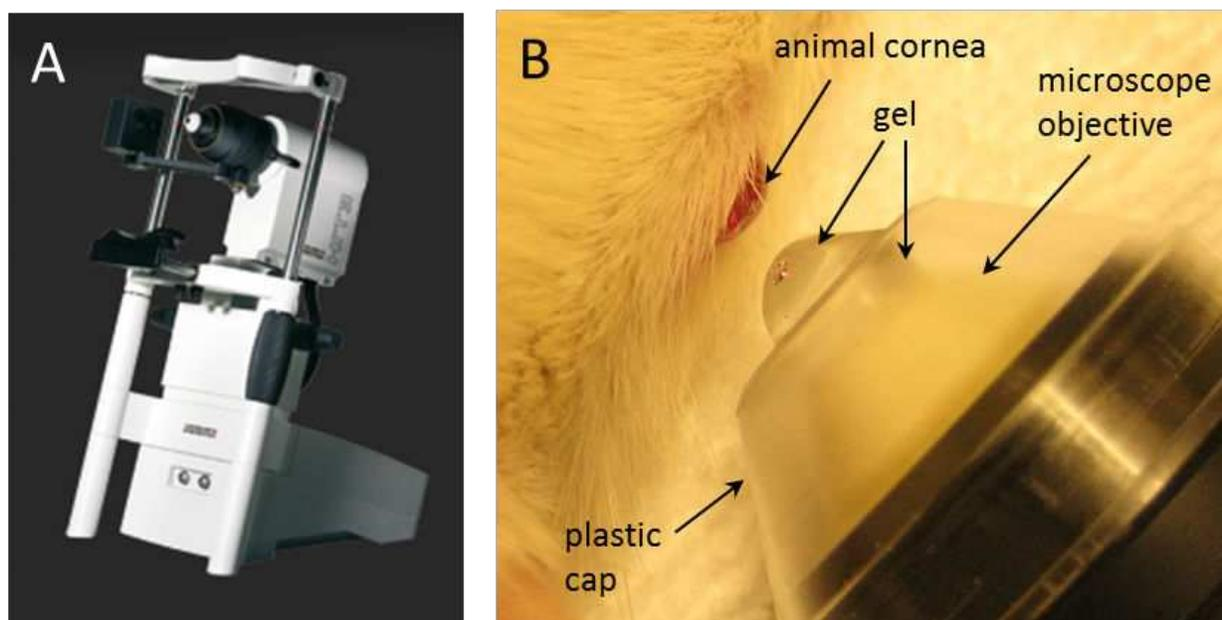 A
B
animal cornea
gel
microscope
objective
plastic
cap